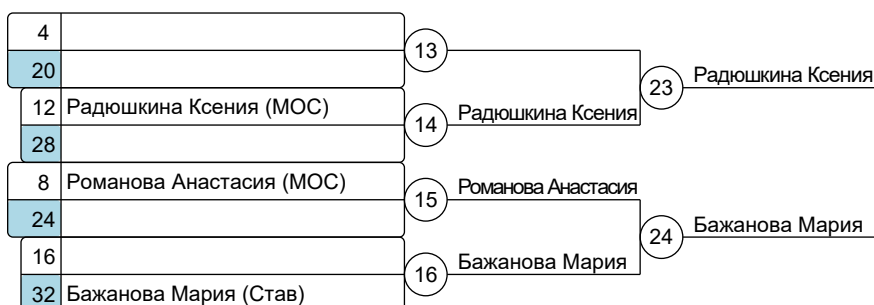 4
13
20
23 Радюшкина Ксения
12 Радюшкина Ксения (МОС)
14 Радюшкина Ксения
28
8 Романова Анастасия (МОС)
15 Романова Анастасия
24
24 Бажанова Мария
16
16 Бажанова Мария
32 Бажанова Мария (Став)